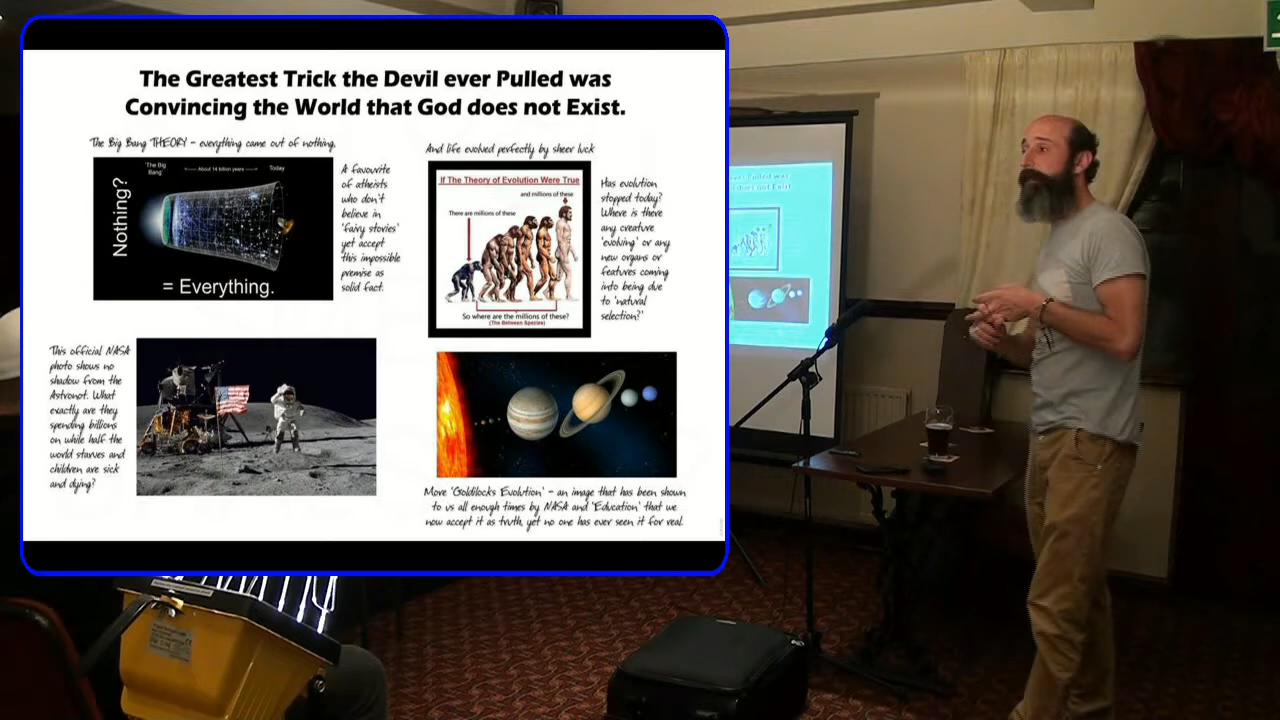 The Greatest Trick the Devil ever Pulled was
Convincing the World that God does not Exist.
The Big Bang THEORY - everything came out of nothing.
'The Big
Bang'
About 14 billion years
Today
Nothing?
= Everything.
A favourite
of atheists
who don't
believe in
'fairy stories'
yet accept
this impossible
premise as
solid fact.
And life evolved perfectly by sheer luck
If The Theory of Evolution Were True
and millions of these
There are millions of these
So where are the millions of these?
(The Between Species)
Has evolution
stopped today?
Where is there
any creature
'evolving' or any
new organs or
features coming
into being due
to 'natural
selection?'
This official NASA
photo shows no
shadow from the
Astronot. What
exactly are they
spending billions
on while half the
world starves and
children are sick
and dying?
More 'Goldilocks Evolution' - an image that has been shown
to us all enough times by NASA and 'Education' that we
now accept it as truth, yet no one has ever seen it for real.